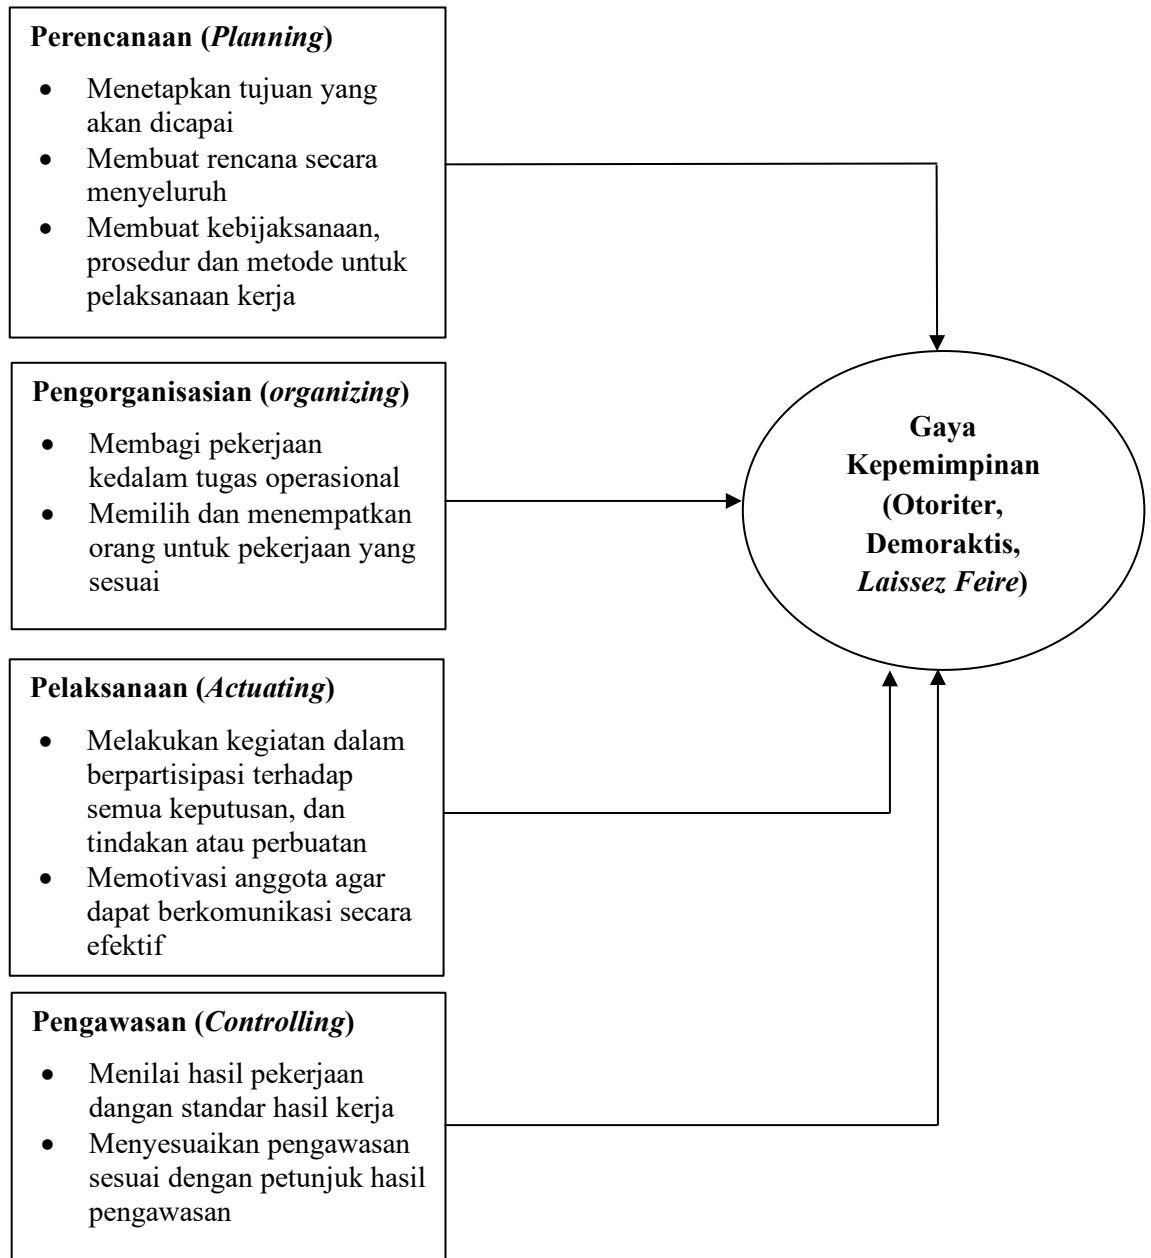 Perencanaan (Planning)
• Menetapkan tujuan yang
akan dicapai
• Membuat rencana secara
menyeluruh
• Membuat kebijaksanaan,
prosedur dan metode untuk
pelaksanaan kerja
Pengorganisasian (organizing)
• Membagi pekerjaan
kedalam tugas operasional
• Memilih dan menempatkan
orang untuk pekerjaan yang
sesuai
Gaya
Kepemimpinan
(Otoriter,
Demoraktis,
Laissez Feire)
Pelaksanaan (Actuating)
• Melakukan kegiatan dalam
berpartisipasi terhadap
semua keputusan, dan
tindakan atau perbuatan
• Memotivasi anggota agar
dapat berkomunikasi secara
efektif
Pengawasan (Controlling)
• Menilai hasil pekerjaan
dangan standar hasil kerja
• Menyesuaikan pengawasan
sesuai dengan petunjuk hasil
pengawasan